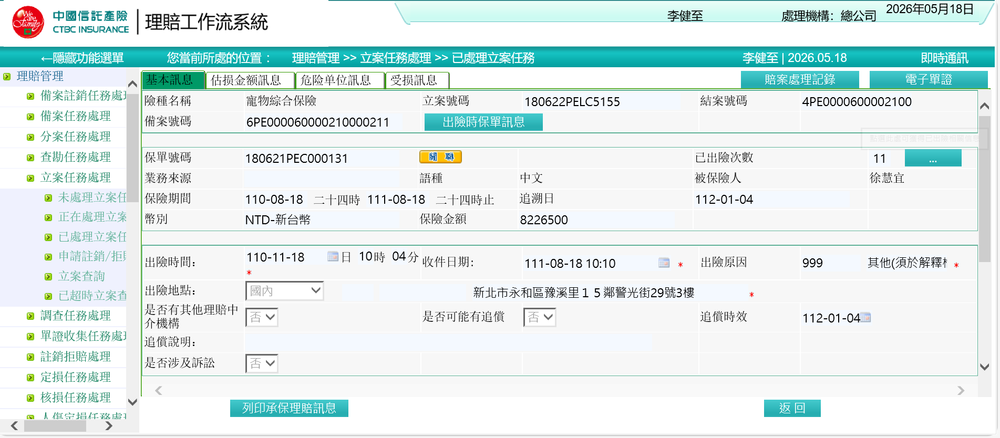 We Care Family
中國信託產險
CTBC INSURANCE
理賠工作流系統
李健至 處理機構：總公司 2026年05月18日
←隱藏功能選單 您當前所處的位置： 理賠管理 >> 立案任務處理 >> 已處理立案任務 李健至 | 2026.05.18 即時通訊
理賠管理
備案註銷任務處
備案任務處理
分案任務處理
查勘任務處理
立案任務處理
未處理立案任
正在處理立案
已處理立案任
申請註銷/拒
立案查詢
已超時立案查
調查任務處理
單證收集任務處
註銷拒賠處理
定損任務處理
核損任務處理
人傷定損任務處
基本訊息 估损金额訊息 危险单位訊息 受损訊息 賠案處理記錄 電子單證
險種名稱 寵物綜合保險 立案號碼 180622PELC5155 結案號碼 4PE0000600002100
備案號碼 6PE000060000210000211 出險時保單訊息
點選此處可獲得已出險相關信息
保單號碼 180621PEC000131 關聯 已出險次數 11 ...
業務來源 語種 中文 被保險人 徐慧宜
保險期間 110-08-18 二十四時 111-08-18 二十四時止 追溯日 112-01-04
幣別 NTD-新台幣 保險金額 8226500
出險時間： 110-11-18 日 10時 04分 * 收件日期： 111-08-18 10:10 * 出險原因 999 其他(須於解釋 *
出險地點： 國內 新北市永和區豫溪里１５鄰警光街29號3樓 *
是否有其他理賠中介機構 否 是否可能有追償 否 追償時效 112-01-04
追償說明：
是否涉及訴訟 否
列印承保理賠訊息 返 回